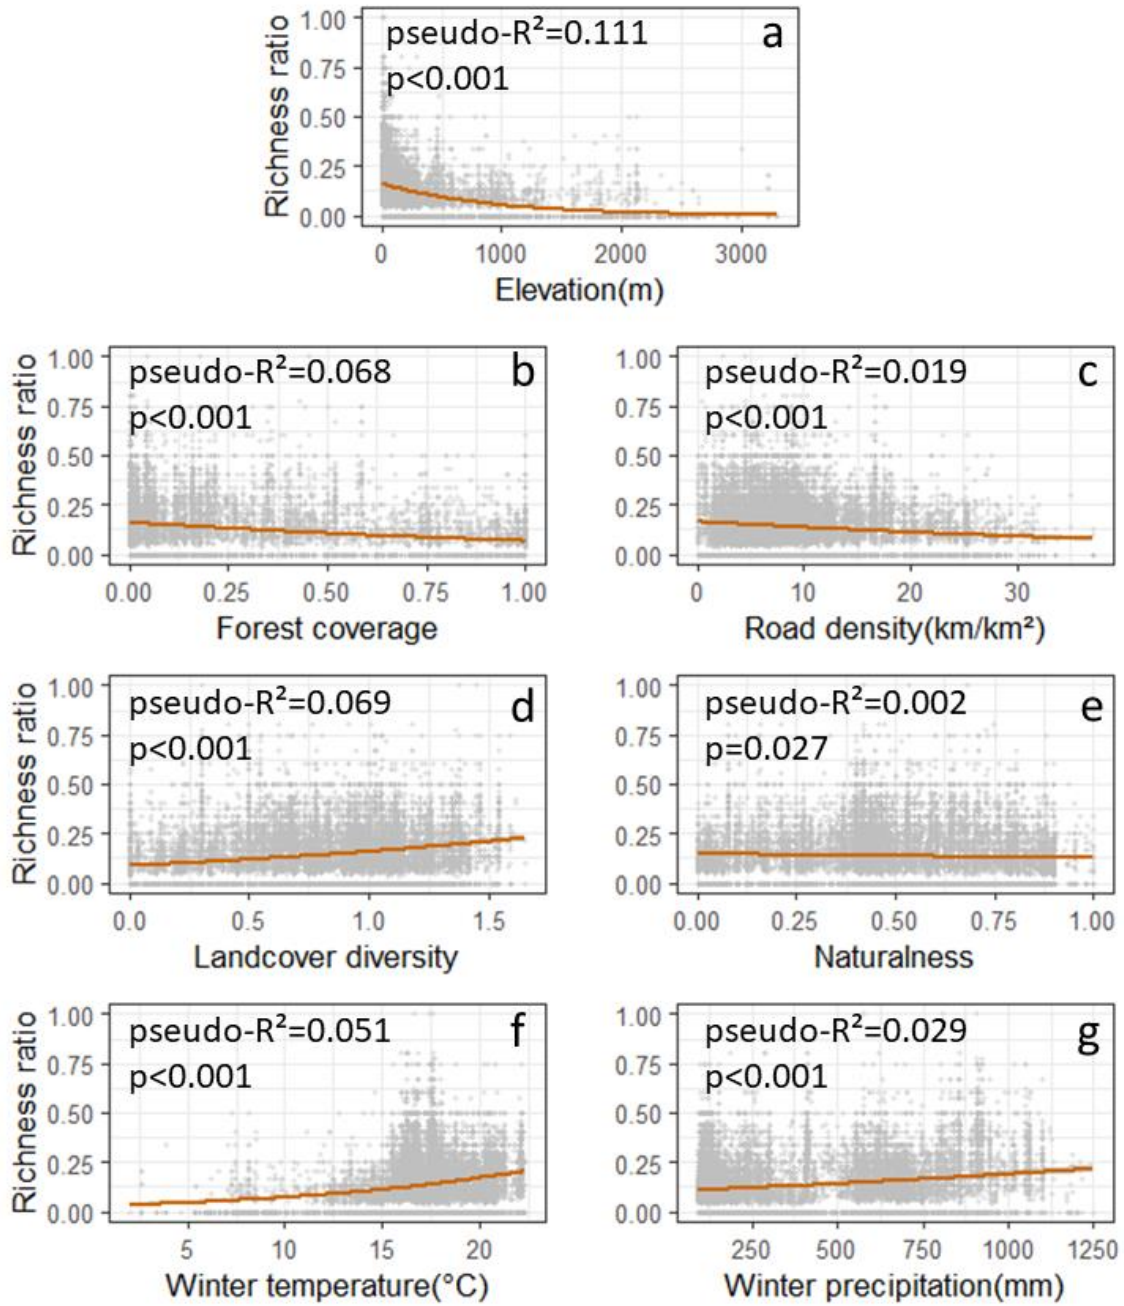 pseudo-R²=0.111
a
p<0.001
Richness ratio
1.00
0.75
0.50
0.25
0.00
0 1000 2000 3000
Elevation(m)
pseudo-R²=0.068
b
p<0.001
Richness ratio
1.00
0.75
0.50
0.25
0.00
0.00 0.25 0.50 0.75 1.00
Forest coverage
pseudo-R²=0.019
c
p<0.001
1.00
0.75
0.50
0.25
0.00
0 10 20 30
Road density(km/km²)
pseudo-R²=0.069
d
p<0.001
Richness ratio
1.00
0.75
0.50
0.25
0.00
0.0 0.5 1.0 1.5
Landcover diversity
pseudo-R²=0.002
e
p=0.027
1.00
0.75
0.50
0.25
0.00
0.00 0.25 0.50 0.75 1.00
Naturalness
pseudo-R²=0.051
f
p<0.001
Richness ratio
1.00
0.75
0.50
0.25
0.00
5 10 15 20
Winter temperature(°C)
pseudo-R²=0.029
g
p<0.001
1.00
0.75
0.50
0.25
0.00
250 500 750 1000 1250
Winter precipitation(mm)